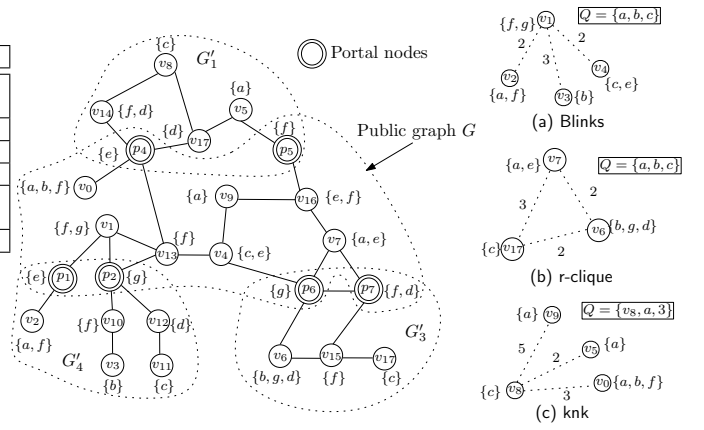 {c}
v8
G′1
Portal nodes
v14 {f, d}
{a}
v5
{d}
v17
{f}
p5
{e}
p4
Public graph G
{a, b, f} v0
{a} v9
v16 {e, f}
{f, g} v1
{f}
v13
v4 {c, e}
v7 {a, e}
{e} p1
p2 {g}
{g} p6
p7 {f, d}
v2
{a, f}
{f} v10
v12 {d}
G′3
G′4
v3
{b}
v11
{c}
v6
{b, g, d}
v15
{f}
v17
{c}
{f, g} v1
Q = {a, b, c}
2
3
2
v2
{a, f}
v3 {b}
v4
{c, e}
(a) Blinks
{a, e} v7
Q = {a, b, c}
3
2
{c} v17
2
v6 {b, g, d}
(b) r-clique
{a} v9
Q = {v8, a, 3}
5
2
v5 {a}
{c} v8
3
v0 {a, b, f}
(c) knk